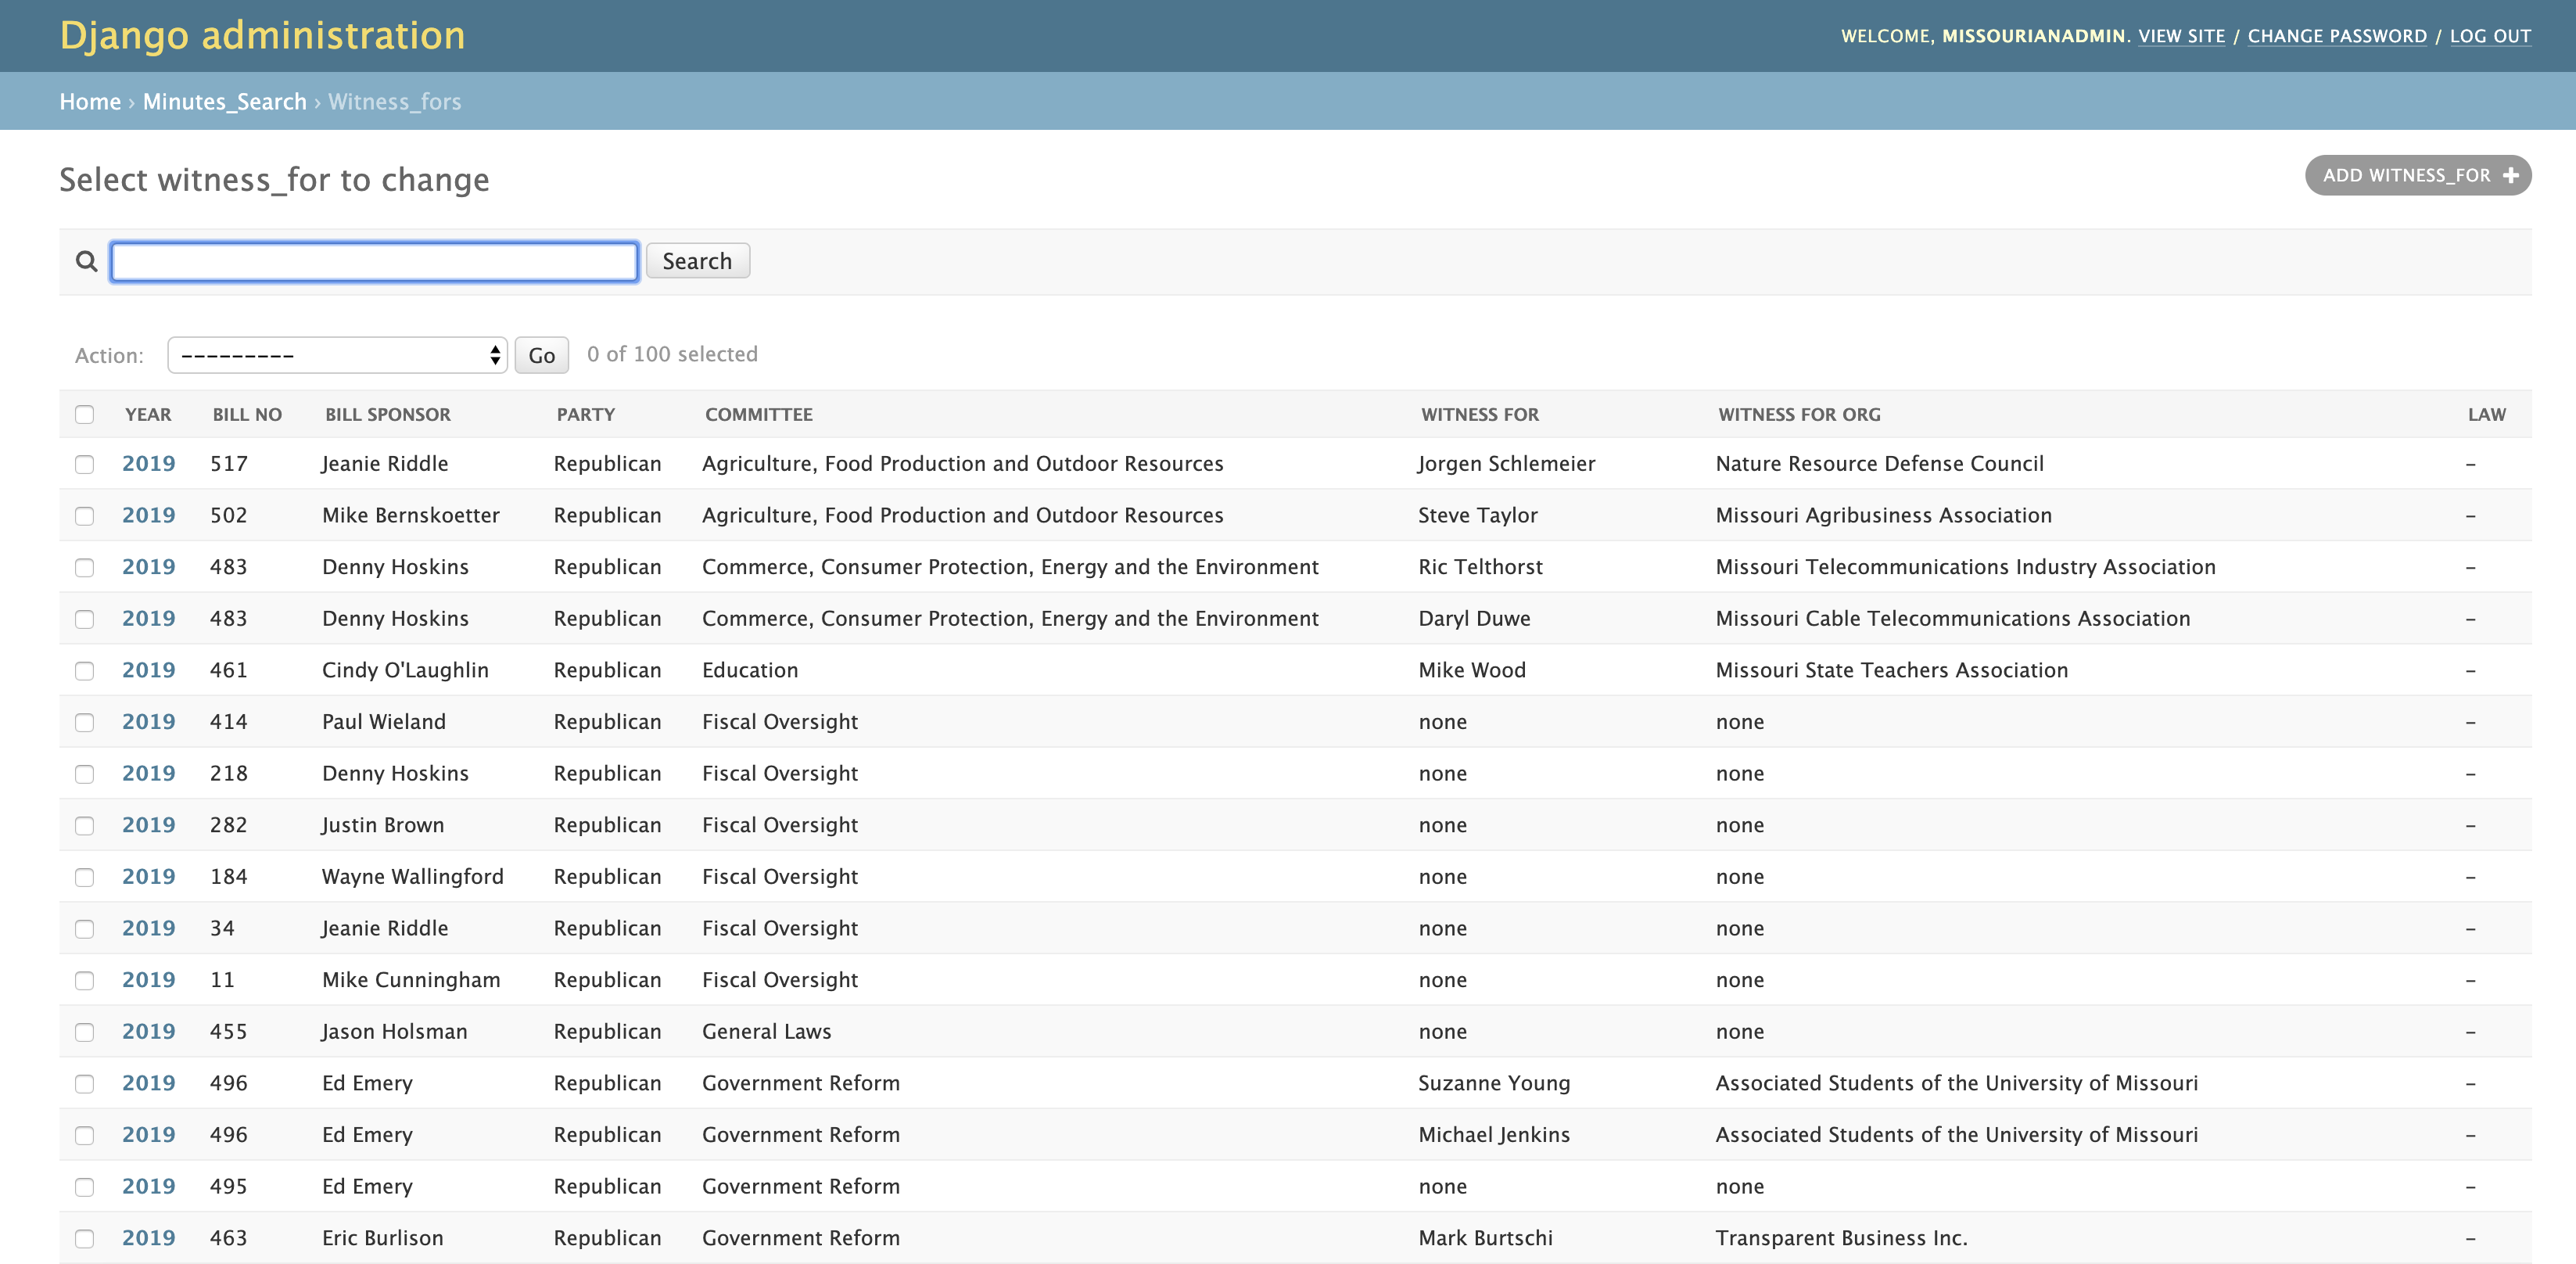 Django administration
WELCOME, MISSOURIANADMIN. VIEW SITE / CHANGE PASSWORD / LOG OUT
Home › Minutes_Search › Witness_fors
Select witness_for to change
ADD WITNESS_FOR +
Search
Action: --------- Go 0 of 100 selected
YEAR BILL NO BILL SPONSOR PARTY COMMITTEE WITNESS FOR WITNESS FOR ORG LAW
2019 517 Jeanie Riddle Republican Agriculture, Food Production and Outdoor Resources Jorgen Schlemeier Nature Resource Defense Council –
2019 502 Mike Bernskoetter Republican Agriculture, Food Production and Outdoor Resources Steve Taylor Missouri Agribusiness Association –
2019 483 Denny Hoskins Republican Commerce, Consumer Protection, Energy and the Environment Ric Telthorst Missouri Telecommunications Industry Association –
2019 483 Denny Hoskins Republican Commerce, Consumer Protection, Energy and the Environment Daryl Duwe Missouri Cable Telecommunications Association –
2019 461 Cindy O'Laughlin Republican Education Mike Wood Missouri State Teachers Association –
2019 414 Paul Wieland Republican Fiscal Oversight none none –
2019 218 Denny Hoskins Republican Fiscal Oversight none none –
2019 282 Justin Brown Republican Fiscal Oversight none none –
2019 184 Wayne Wallingford Republican Fiscal Oversight none none –
2019 34 Jeanie Riddle Republican Fiscal Oversight none none –
2019 11 Mike Cunningham Republican Fiscal Oversight none none –
2019 455 Jason Holsman Republican General Laws none none –
2019 496 Ed Emery Republican Government Reform Suzanne Young Associated Students of the University of Missouri –
2019 496 Ed Emery Republican Government Reform Michael Jenkins Associated Students of the University of Missouri –
2019 495 Ed Emery Republican Government Reform none none –
2019 463 Eric Burlison Republican Government Reform Mark Burtschi Transparent Business Inc. –